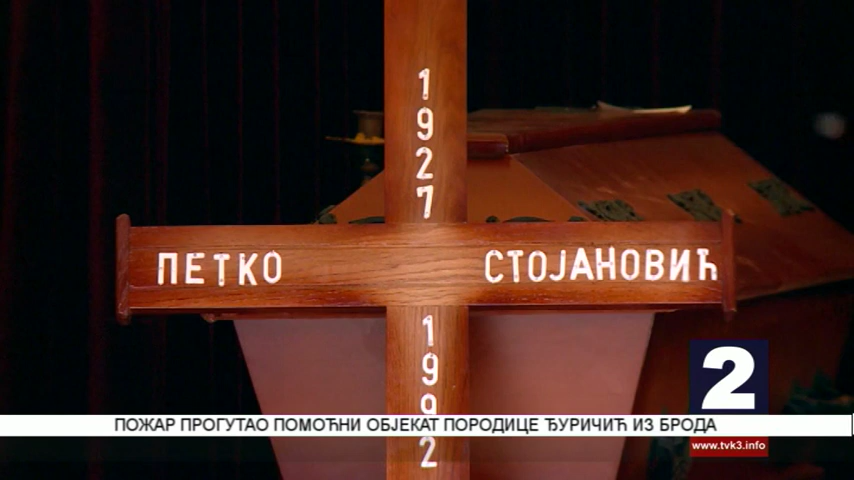 1927
ПЕТКО СТОЈАНОВИЋ
1992
2
ПОЖАР ПРОГУТАО ПОМОЋНИ ОБЈЕКАТ ПОРОДИЦЕ ЂУРИЧИЋ ИЗ БРОДА
www.tvk3.info